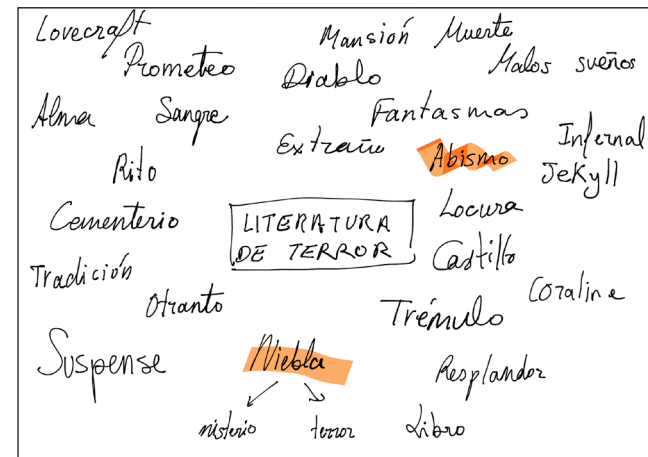 Lovecraft
Mansión Muerte
Prometeo
Diablo
Malos sueños
Alma
Sangre
Fantasmas
Extraño
Abismo
Infernal
Rito
Jekyll
Cementerio
LITERATURA
DE TERROR
Locura
Castillo
Tradición
Otranto
Trémulo
Coraline
Suspense
Niebla
Resplandor
misterio
terror
Libro